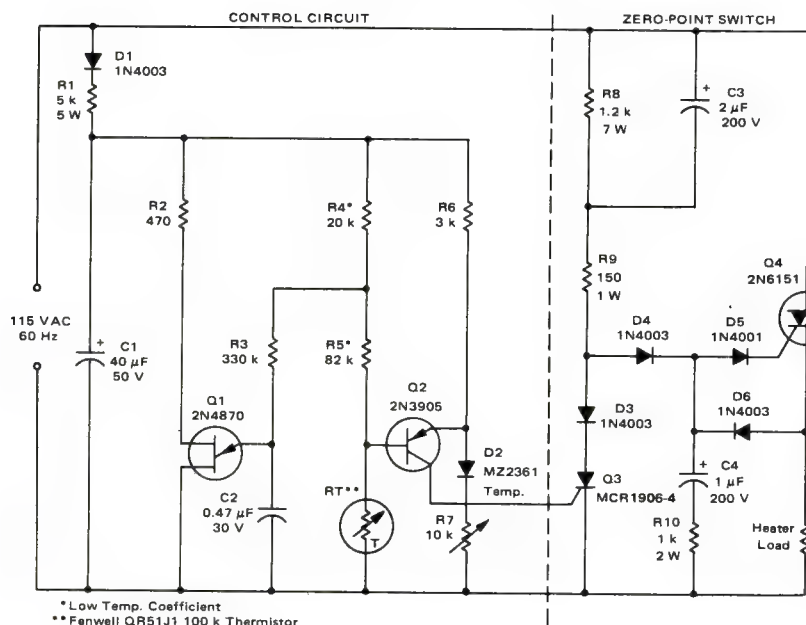 CONTROL CIRCUIT
ZERO-POINT SWITCH
D1
1N4003
R1
5 k
5 W
R8
1.2 k
7 W
+
C3
2 μF
200 V
R2
470
R4*
20 k
R6
3 k
R9
150
1 W
Q4
2N6151
115 VAC
60 Hz
+
C1
40 μF
50 V
R3
330 k
R5*
82 k
D4
1N4003
D5
1N4001
Q1
2N4870
Q2
2N3905
D3
1N4003
D6
1N4003
D2
MZ2361
Temp.
Q3
MCR1906-4
C2
0.47 μF
30 V
RT**
T
R7
10 k
+
C4
1 μF
200 V
R10
1 k
2 W
Heater
Load
*Low Temp. Coefficient
**Fenwell QR51J1 100 k Thermistor